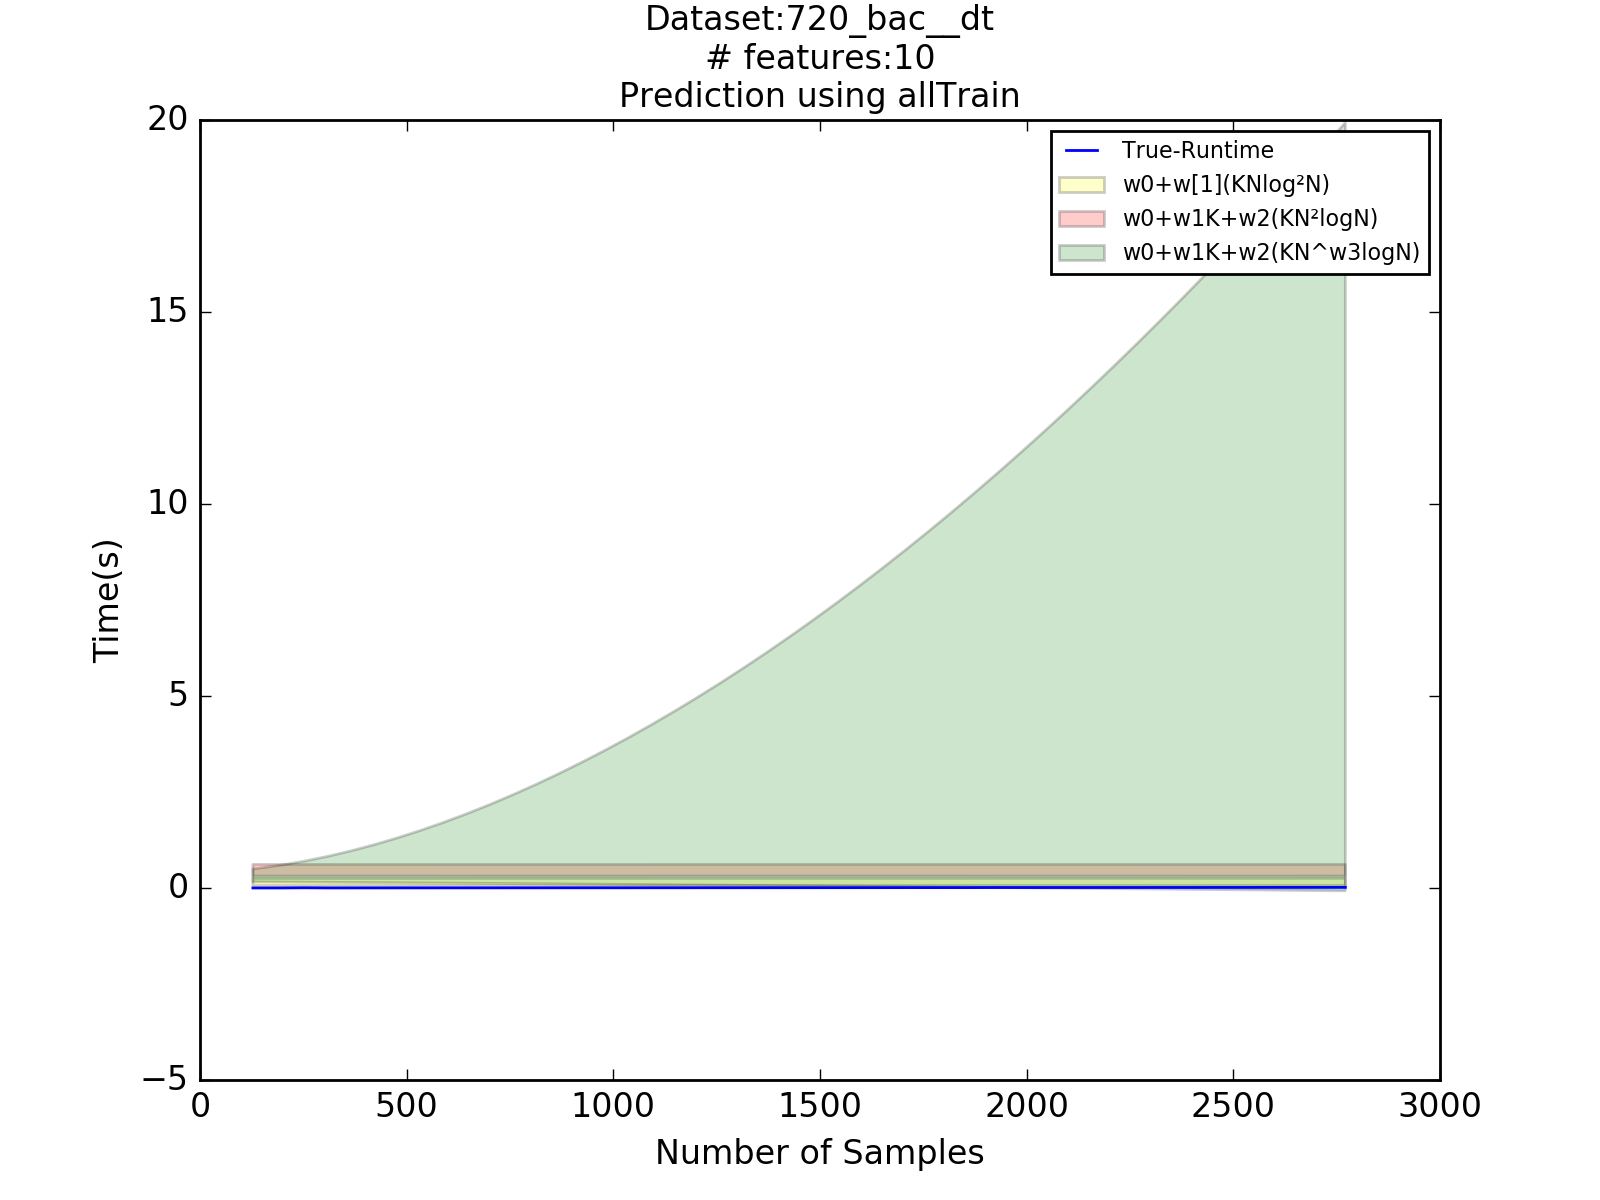 Dataset:720_bac__dt
# features:10
Prediction using allTrain
20
15
10
5
0
−5
Time(s)
True-Runtime
w0+w[1](KNlog²N)
w0+w1K+w2(KN²logN)
w0+w1K+w2(KN^w3logN)
0 500 1000 1500 2000 2500 3000
Number of Samples